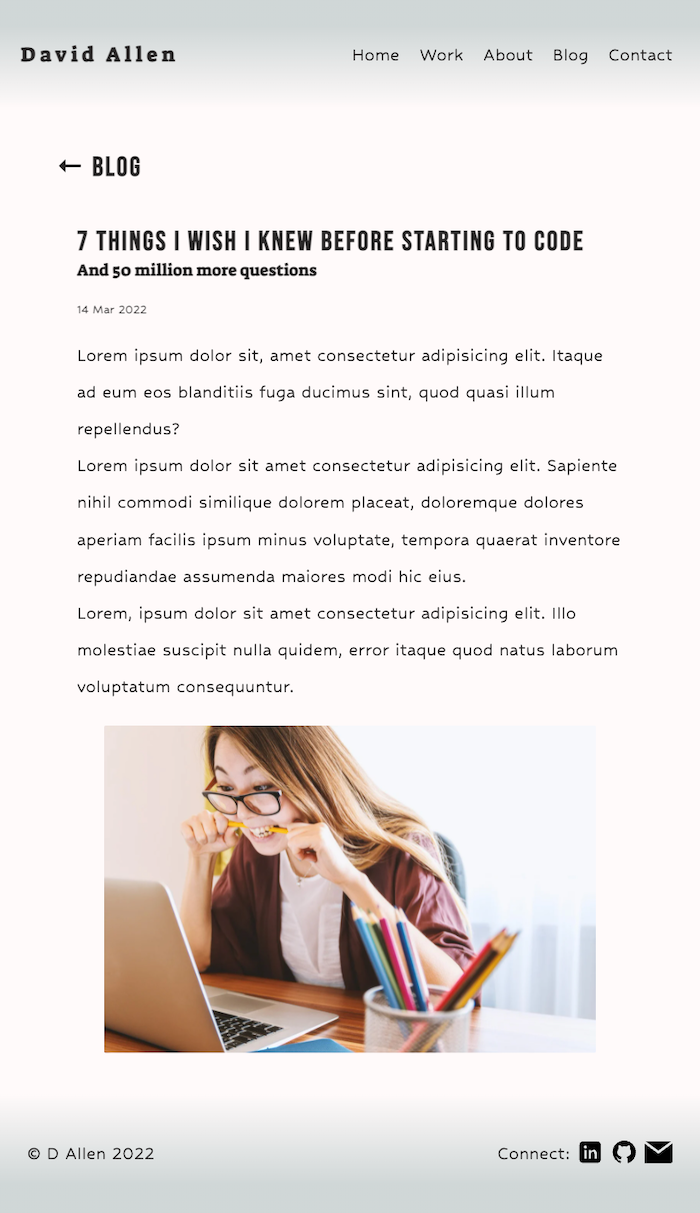 David Allen
Home Work About Blog Contact
← BLOG
7 THINGS I WISH I KNEW BEFORE STARTING TO CODE
And 50 million more questions
14 Mar 2022
Lorem ipsum dolor sit, amet consectetur adipisicing elit. Itaque
ad eum eos blanditiis fuga ducimus sint, quod quasi illum
repellendus?
Lorem ipsum dolor sit amet consectetur adipisicing elit. Sapiente
nihil commodi similique dolorem placeat, doloremque dolores
aperiam facilis ipsum minus voluptate, tempora quaerat inventore
repudiandae assumenda maiores modi hic eius.
Lorem, ipsum dolor sit amet consectetur adipisicing elit. Illo
molestiae suscipit nulla quidem, error itaque quod natus laborum
voluptatum consequuntur.
© D Allen 2022
Connect: in